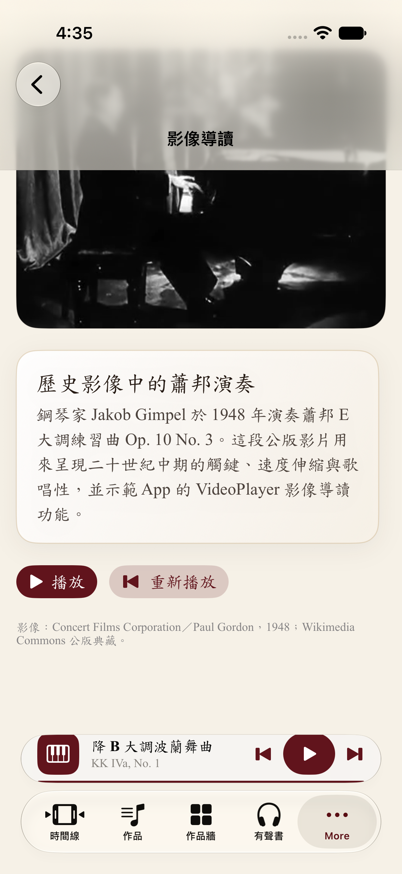 4:35
影像導讀
歷史影像中的蕭邦演奏
鋼琴家 Jakob Gimpel 於 1948 年演奏蕭邦 E
大調練習曲 Op. 10 No. 3。這段公版影片用
來呈現二十世紀中期的觸鍵、速度伸縮與歌
唱性，並示範 App 的 VideoPlayer 影像導讀
功能。
播放
重新播放
影像：Concert Films Corporation／Paul Gordon，1948；Wikimedia
Commons 公版典藏。
降 B 大調波蘭舞曲
KK IVa, No. 1
時間線
作品
作品牆
有聲書
More